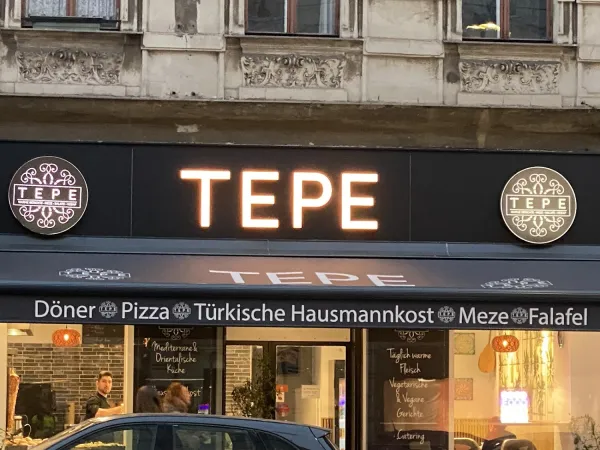 TEPE
TEPE
TEPE
TEPE
Döner Pizza Türkische Hausmannkost Meze Falafel
Mediterrane &
Orientalische
Küche
Täglich warme
Fleisch
Vegetarische
& Vegane
Gerichte
Catering